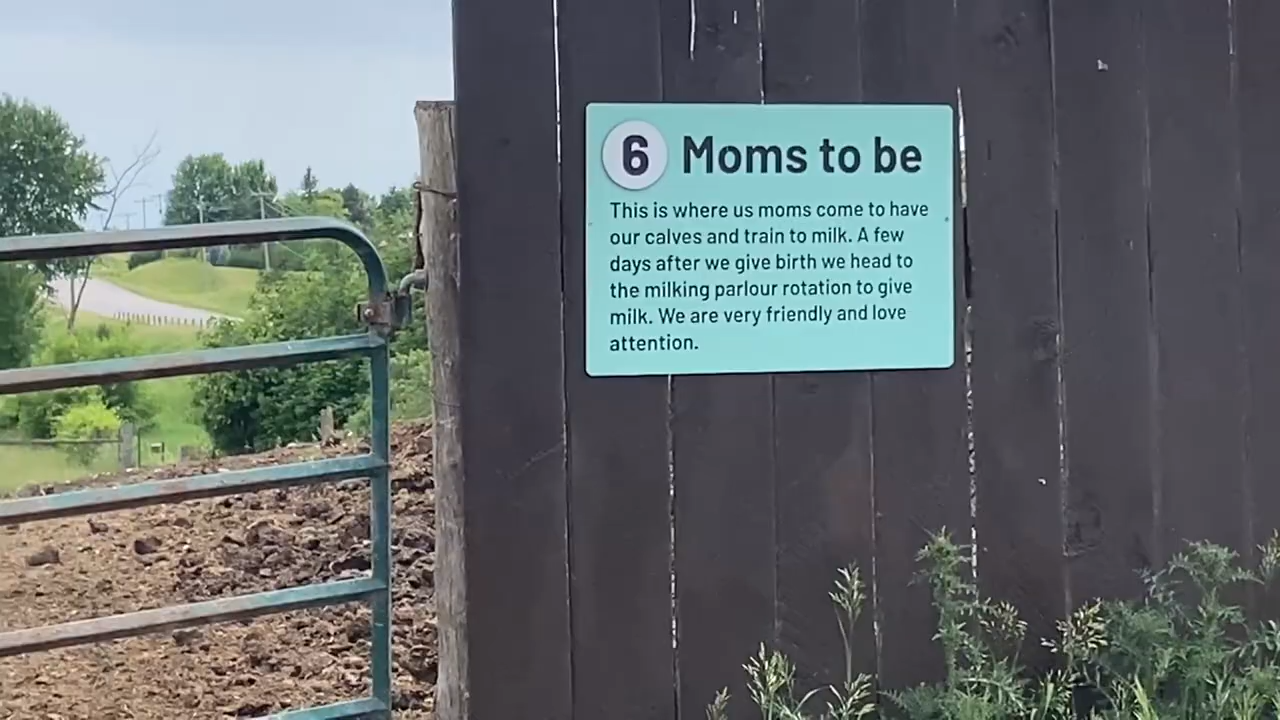 6 Moms to be
This is where us moms come to have
our calves and train to milk. A few
days after we give birth we head to
the milking parlour rotation to give
milk. We are very friendly and love
attention.